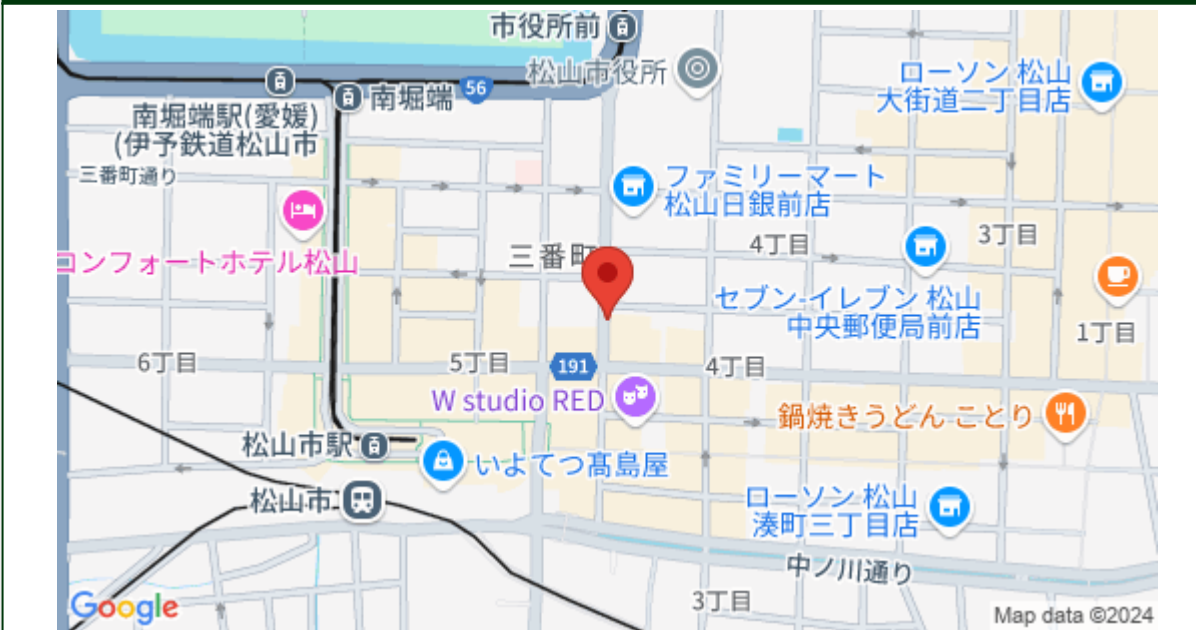 市役所前
松山市役所
ローソン 松山
大街道二丁目店
南堀端
56
南堀端駅(愛媛)
(伊予鉄道松山市
三番町通り
ファミリーマート
松山日銀前店
コンフォートホテル松山
三番町
4丁目
3丁目
セブン-イレブン 松山
中央郵便局前店
1丁目
6丁目
5丁目
191
4丁目
W studio RED
鍋焼きうどん ことり
松山市駅
いよてつ髙島屋
松山市
ローソン 松山
湊町三丁目店
中ノ川通り
3丁目
Google
Map data ©2024